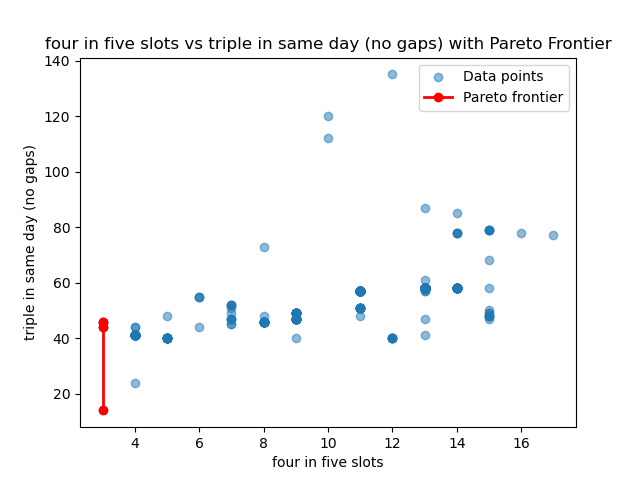 four in five slots vs triple in same day (no gaps) with Pareto Frontier
Data points
Pareto frontier
triple in same day (no gaps)
140
120
100
80
60
40
20
4 6 8 10 12 14 16
four in five slots